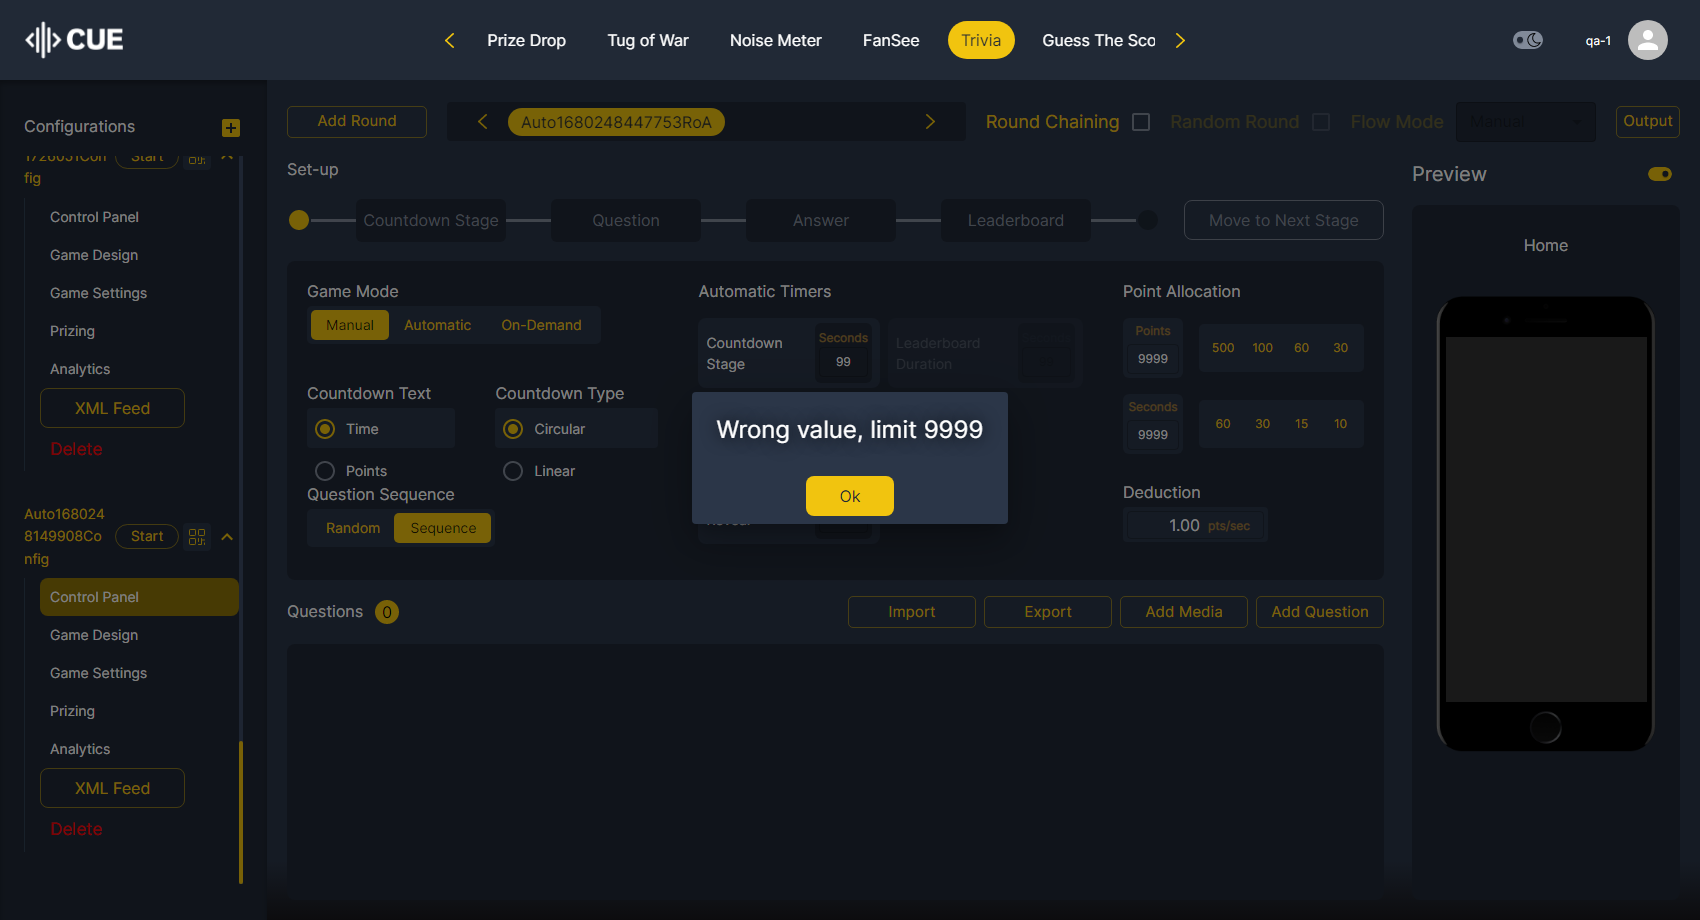 CUE
Prize Drop
Tug of War
Noise Meter
FanSee
Trivia
Guess The Sco
qa-1
Configurations
1726051Con
fig
Start
Control Panel
Game Design
Game Settings
Prizing
Analytics
XML Feed
Delete
Auto168024
8149908Co
nfig
Start
Control Panel
Game Design
Game Settings
Prizing
Analytics
XML Feed
Delete
Add Round
Auto1680248447753RoA
Round Chaining
Random Round
Flow Mode
Manual
Output
Set-up
Countdown Stage
Question
Answer
Leaderboard
Move to Next Stage
Game Mode
Manual
Automatic
On-Demand
Countdown Text
Time
Points
Countdown Type
Circular
Linear
Question Sequence
Random
Sequence
Automatic Timers
Countdown
Stage
Seconds
99
Leaderboard
Duration
Wrong value, limit 9999
Ok
Point Allocation
Points
9999
500
100
60
30
Seconds
9999
60
30
15
10
Deduction
1.00 pts/sec
Questions 0
Import
Export
Add Media
Add Question
Preview
Home